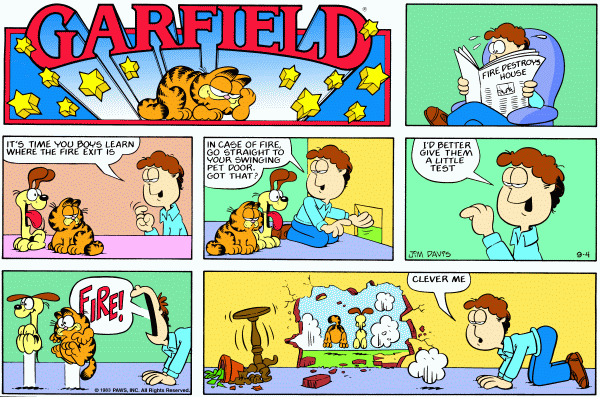 GARFIELD
®
FIRE DESTROYS
HOUSE
IT'S TIME YOU BOYS LEARN
WHERE THE FIRE EXIT IS
IN CASE OF FIRE,
GO STRAIGHT TO
YOUR SWINGING
PET DOOR.
GOT THAT?
I'D BETTER
GIVE THEM
A LITTLE
TEST
JIM DAVIS
9-4
FIRE!
© 1983 PAWS, INC. All Rights Reserved.
CLEVER ME